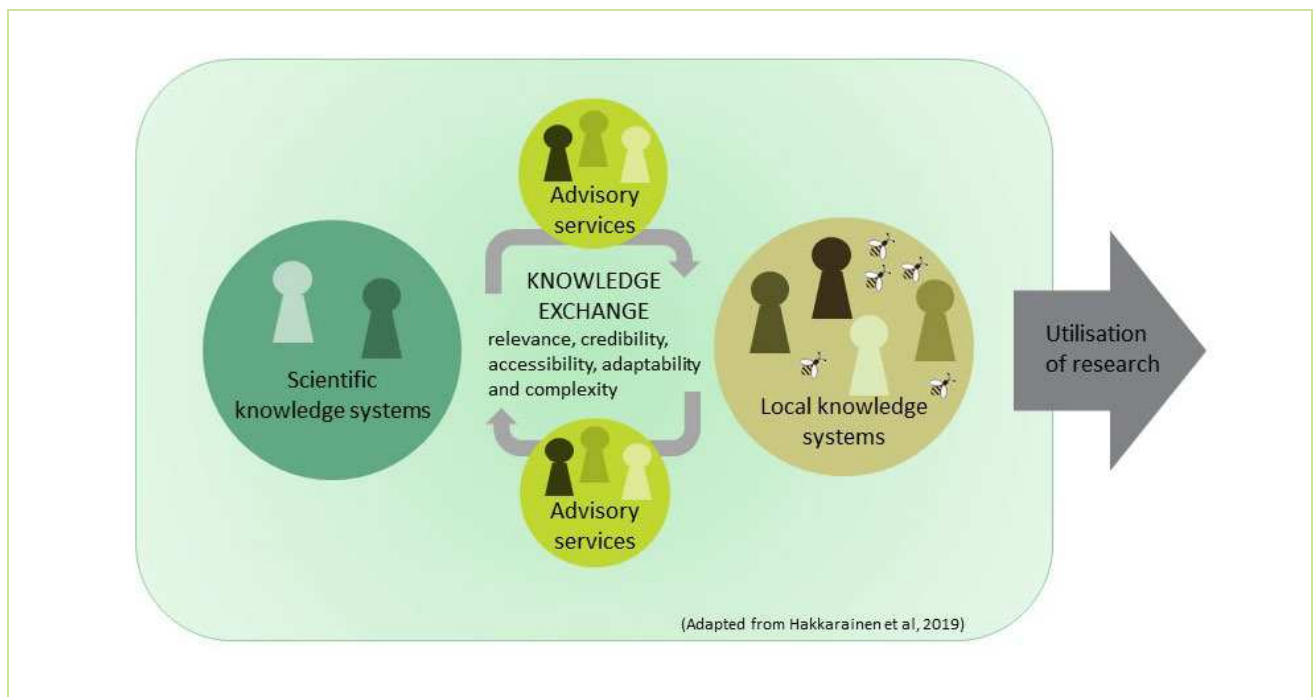 Advisory
services
Scientific
knowledge systems
KNOWLEDGE
EXCHANGE
relevance, credibility,
accessibility, adaptability
and complexity
Advisory
services
Local knowledge
systems
Utilisation
of research
(Adapted from Hakkarainen et al, 2019)